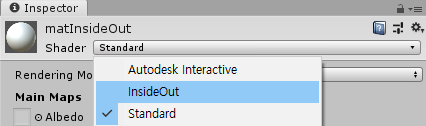 Inspector
matInsideOut
Shader Standard
Autodesk Interactive
Rendering Mo
InsideOut
Main Maps
Standard
Albedo